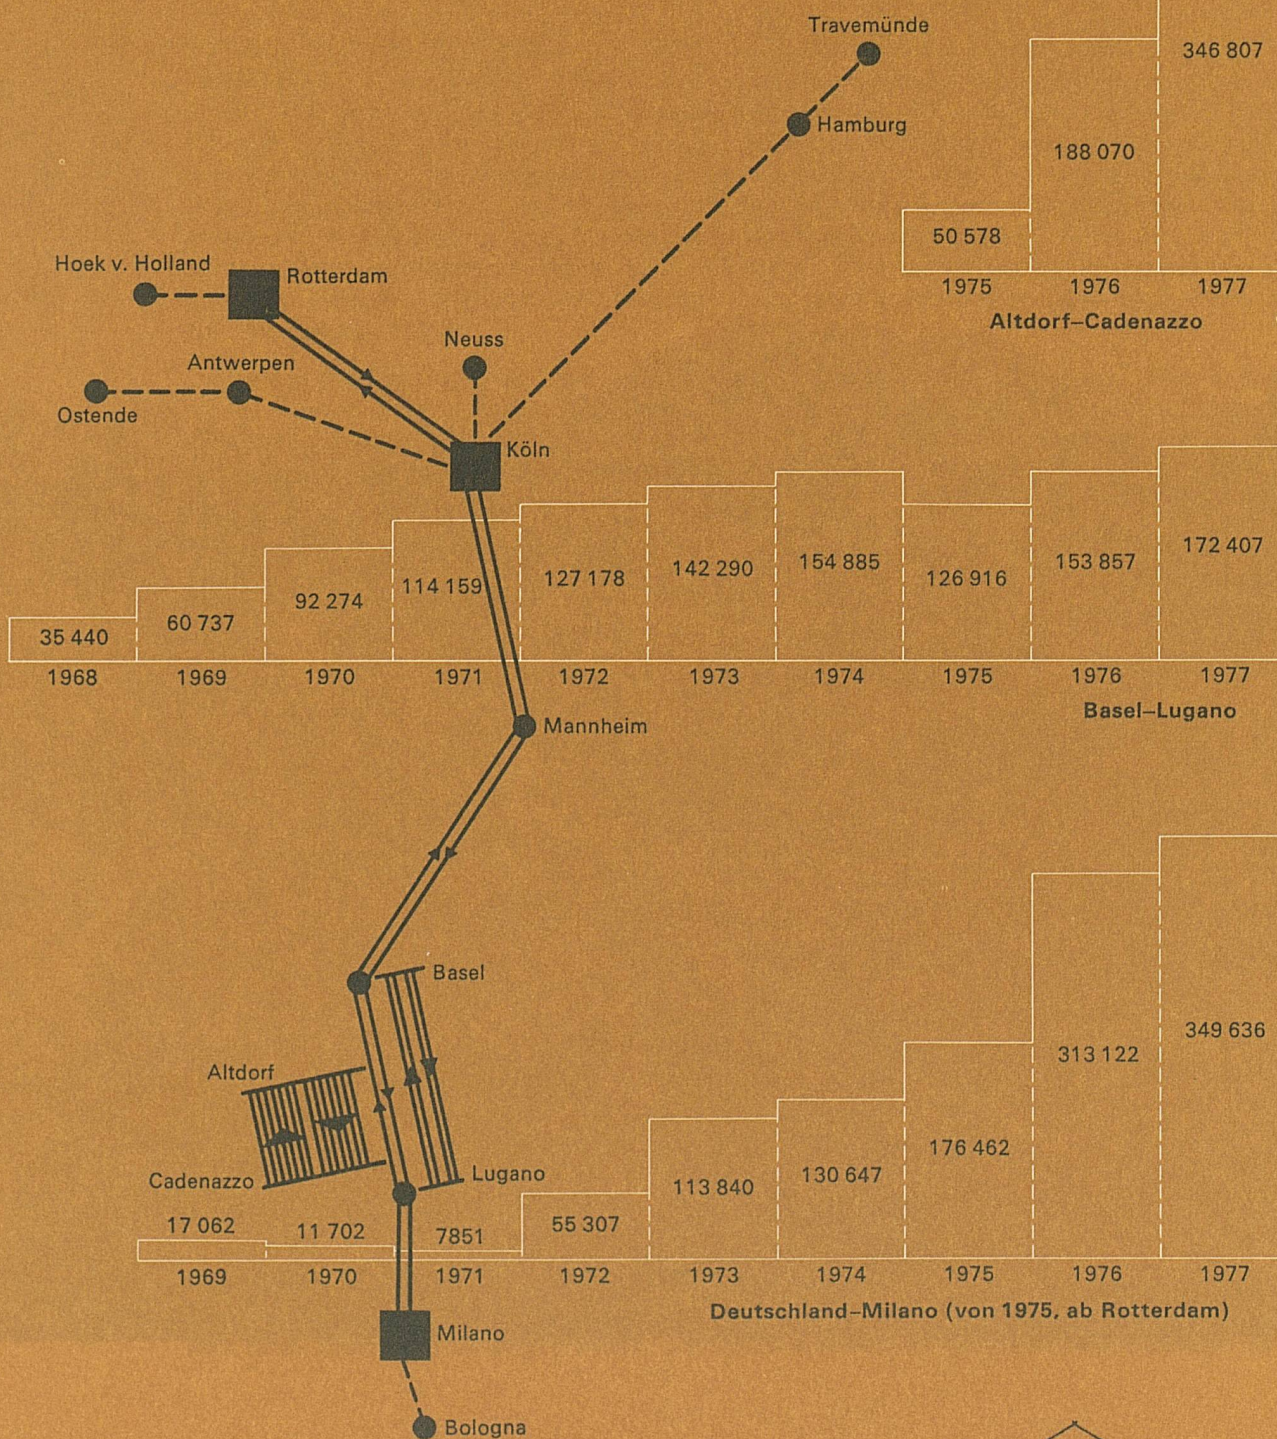 Travemünde
346 807
Hamburg
188 070
50 578
1975 1976 1977
Altdorf–Cadenazzo
Hoek v. Holland
Rotterdam
Neuss
Antwerpen
Ostende
Köln
35 440 60 737 92 274 114 159 127 178 142 290 154 885 126 916 153 857 172 407
1968 1969 1970 1971 1972 1973 1974 1975 1976 1977
Basel–Lugano
Mannheim
Basel
Altdorf
Cadenazzo
Lugano
17 062 11 702 7851 55 307 113 840 130 647 176 462 313 122 349 636
1969 1970 1971 1972 1973 1974 1975 1976 1977
Deutschland–Milano (von 1975, ab Rotterdam)
Milano
Bologna